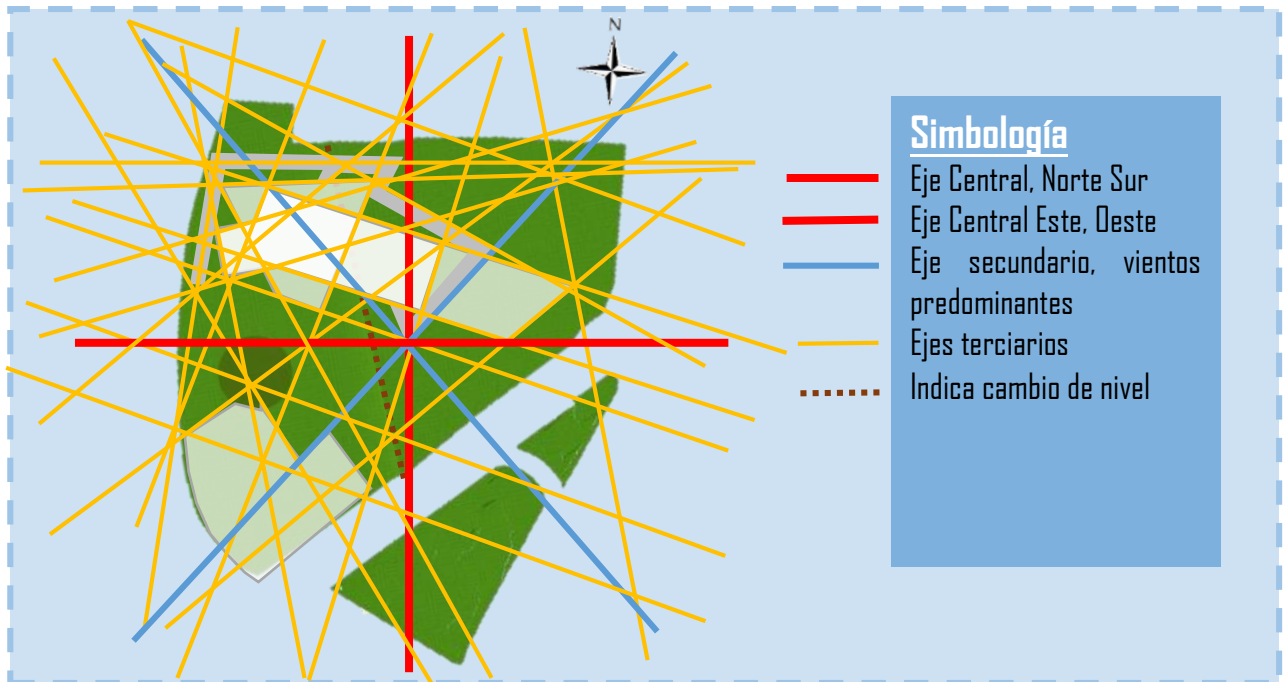 N
Simbología
Eje Central, Norte Sur
Eje Central Este, Oeste
Eje secundario, vientos
predominantes
Ejes terciarios
Indica cambio de nivel